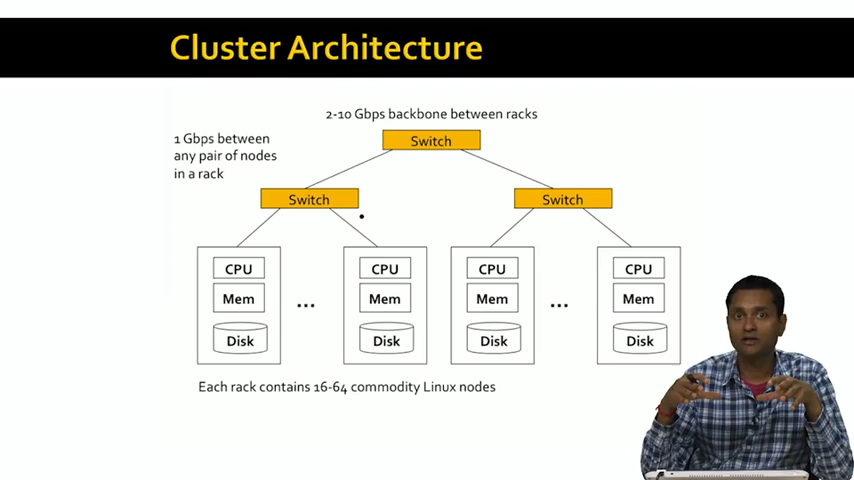 Cluster Architecture
2-10 Gbps backbone between racks
Switch
1 Gbps between
any pair of nodes
in a rack
Switch
Switch
CPU
Mem
Disk
...
CPU
Mem
Disk
CPU
Mem
Disk
...
CPU
Mem
Disk
Each rack contains 16-64 commodity Linux nodes